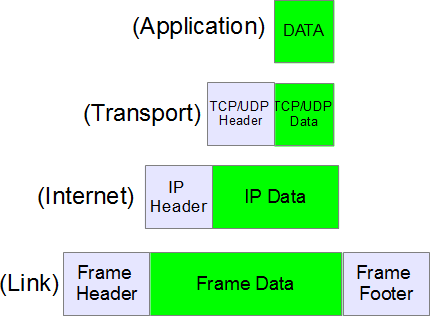 (Application) DATA
(Transport) TCP/UDP TCP/UDP
Header Data
(Internet) IP IP Data
Header
(Link) Frame Frame Data Frame
Header Footer